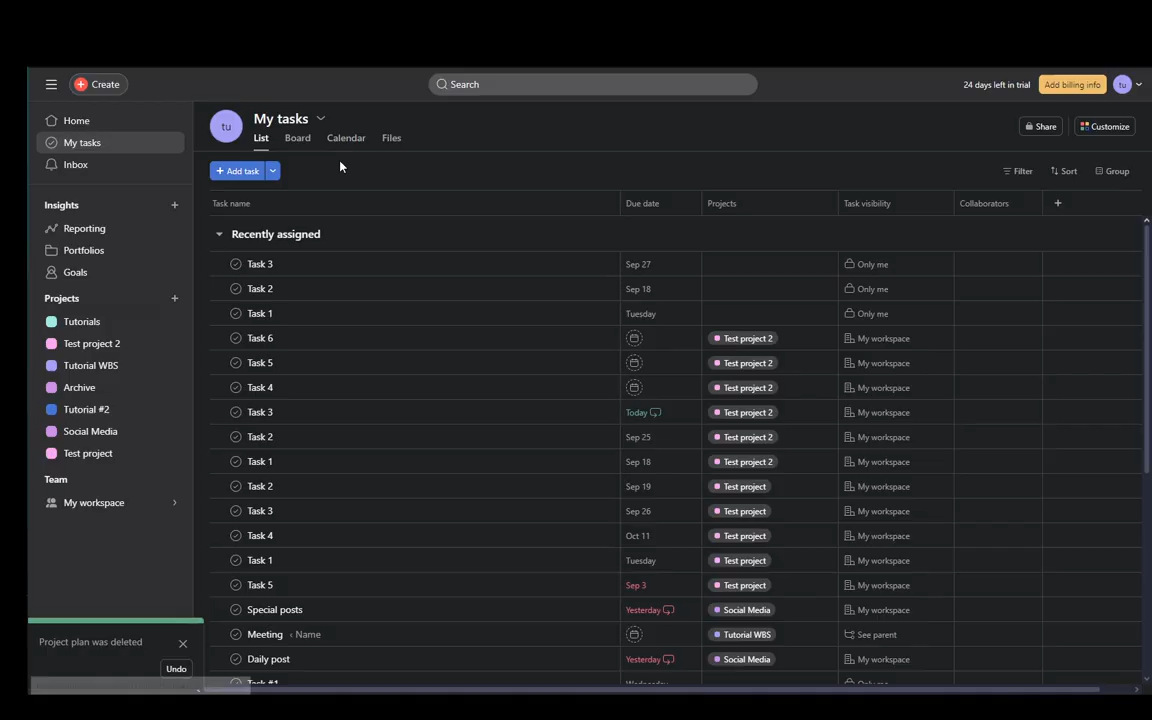 Create
Search
24 days left in trial
Add billing info
tu
Home
My tasks
Inbox
Insights
Reporting
Portfolios
Goals
Projects
Tutorials
Test project 2
Tutorial WBS
Archive
Tutorial #2
Social Media
Test project
Team
My workspace
Project plan was deleted
Undo
tu
My tasks
List Board Calendar Files
Share
Customize
+ Add task
Filter Sort Group
Task name Due date Projects Task visibility Collaborators +
Recently assigned
Task 3 Sep 27 Only me
Task 2 Sep 18 Only me
Task 1 Tuesday Only me
Task 6 Test project 2 My workspace
Task 5 Test project 2 My workspace
Task 4 Test project 2 My workspace
Task 3 Today Test project 2 My workspace
Task 2 Sep 25 Test project 2 My workspace
Task 1 Sep 18 Test project 2 My workspace
Task 2 Sep 19 Test project My workspace
Task 3 Sep 26 Test project My workspace
Task 4 Oct 11 Test project My workspace
Task 1 Tuesday Test project My workspace
Task 5 Sep 3 Test project My workspace
Special posts Yesterday Social Media My workspace
Meeting ‹ Name Tutorial WBS See parent
Daily post Yesterday Social Media My workspace
Task #1 Wednesday Only me